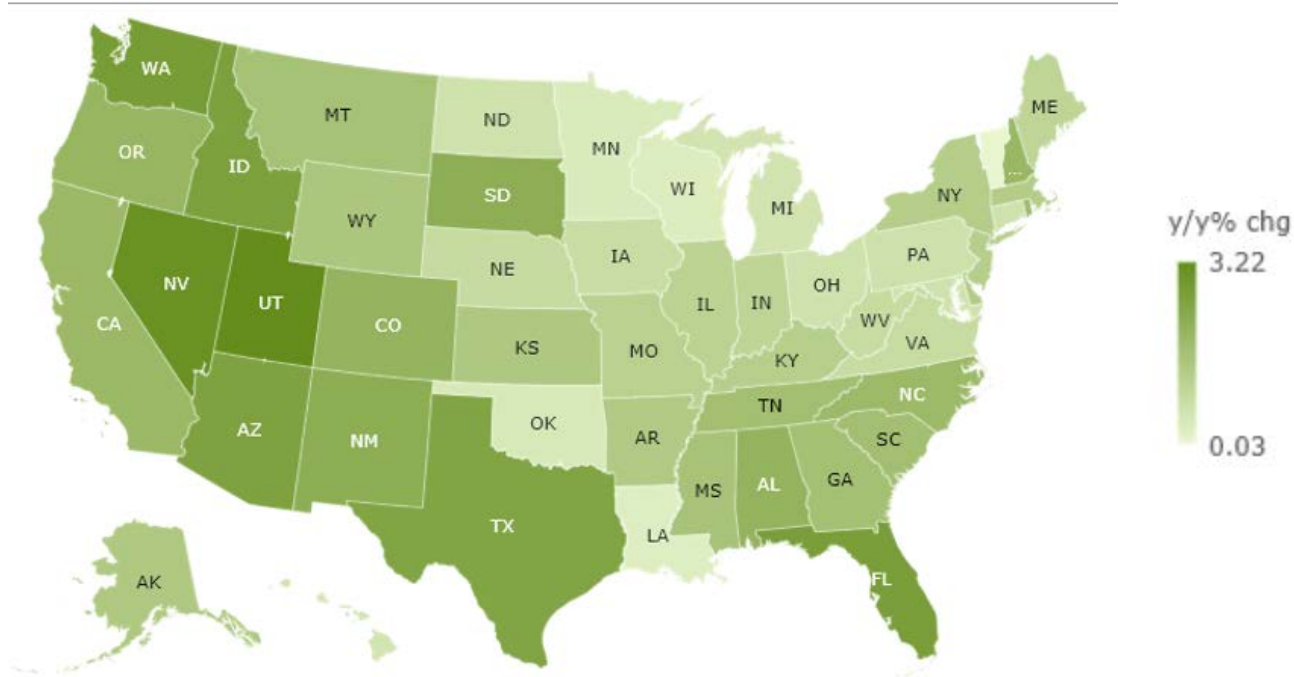 WA
MT
ND
MN
ME
OR
ID
SD
WI
MI
NY
...
WY
NE
IA
PA
NV
UT
CO
IL
IN
OH
WV
VA
CA
KS
MO
KY
AZ
NM
OK
AR
TN
NC
SC
TX
MS
AL
GA
LA
AK
FL
y/y% chg
3.22
0.03